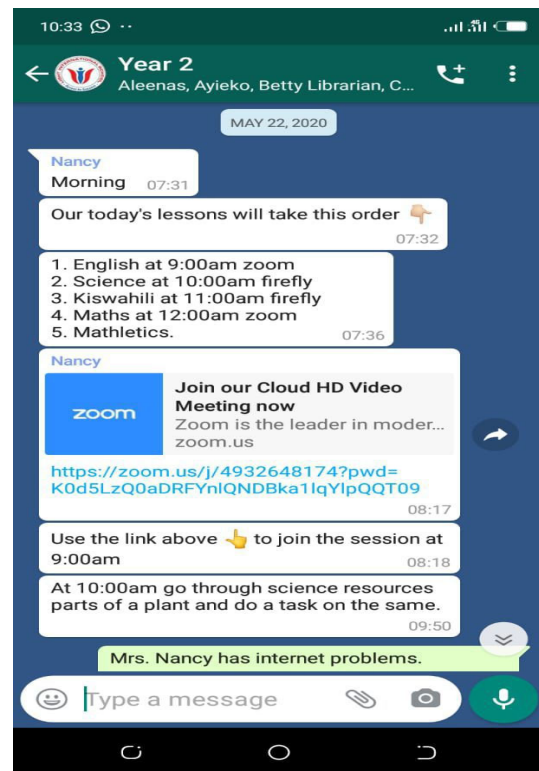 10:33
Year 2
Aleenas, Ayieko, Betty Librarian, C...
MAY 22, 2020
Nancy
Morning 07:31
Our today's lessons will take this order
07:32
1. English at 9:00am zoom
2. Science at 10:00am firefly
3. Kiswahili at 11:00am firefly
4. Maths at 12:00am zoom
5. Mathletics. 07:36
Nancy
zoom
Join our Cloud HD Video
Meeting now
Zoom is the leader in moder...
zoom.us
https://zoom.us/j/4932648174?pwd=
K0d5LzQ0aDRFYnlQNDBka1lqYlpQQT09
08:17
Use the link above 👆 to join the session at
9:00am 08:18
At 10:00am go through science resources
parts of a plant and do a task on the same.
09:50
Mrs. Nancy has internet problems.
Type a message